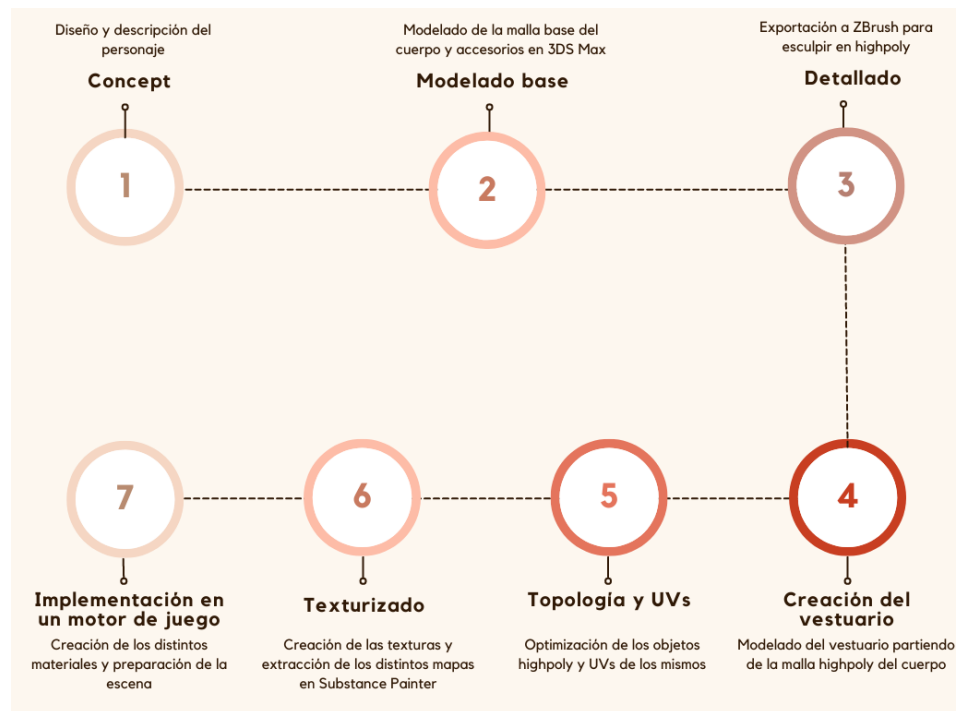 Diseño y descripción del
personaje
Concept
1
Modelado de la malla base del
cuerpo y accesorios en 3DS Max
Modelado base
2
Exportación a ZBrush para
esculpir en highpoly
Detallado
3
4
Creación del
vestuario
Modelado del vestuario partiendo
de la malla highpoly del cuerpo
5
Topología y UVs
Optimización de los objetos
highpoly y UVs de los mismos
6
Texturizado
Creación de las texturas y
extracción de los distintos mapas
en Substance Painter
7
Implementación en
un motor de juego
Creación de los distintos
materiales y preparación de la
escena